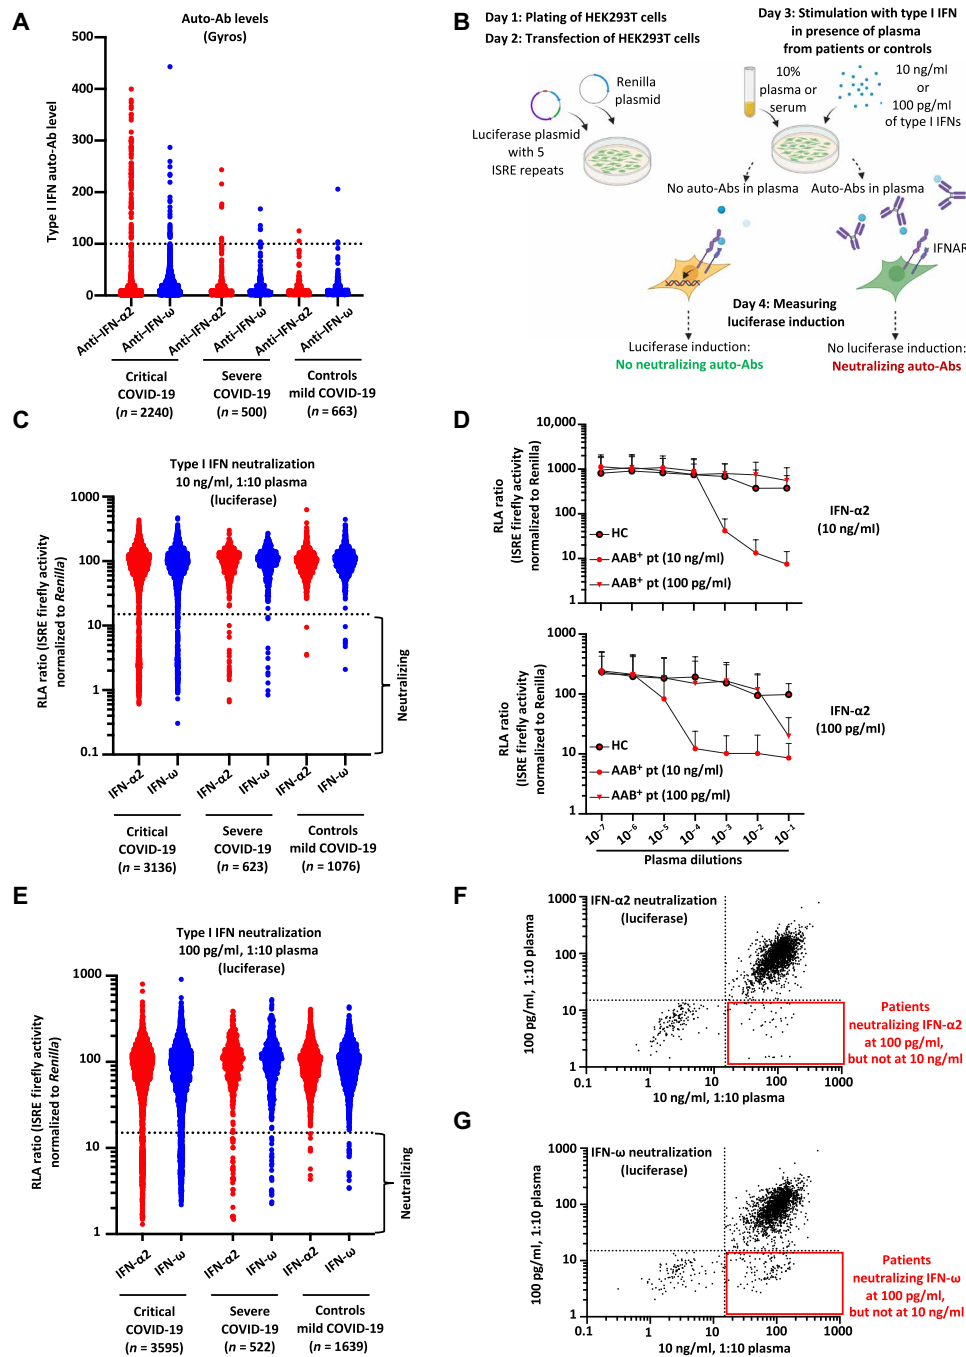 A
Auto-Ab levels
(Gyros)
Type I IFN auto-Ab level
500
400
300
200
100
0
Anti-IFN-α2
Anti-IFN-ω
Anti-IFN-α2
Anti-IFN-ω
Anti-IFN-α2
Anti-IFN-ω
Critical
COVID-19
(n = 2240)
Severe
COVID-19
(n = 500)
Controls
mild COVID-19
(n = 663)
B
Day 1: Plating of HEK293T cells
Day 2: Transfection of HEK293T cells
Day 3: Stimulation with type I IFN
in presence of plasma
from patients or controls
Renilla
plasmid
Luciferase plasmid
with 5
ISRE repeats
10%
plasma or
serum
10 ng/ml
or
100 pg/ml
of type I IFNs
No auto-Abs in plasma
Auto-Abs in plasma
IFNAR
Day 4: Measuring
luciferase induction
Luciferase induction:
No neutralizing auto-Abs
No luciferase induction:
Neutralizing auto-Abs
C
Type I IFN neutralization
10 ng/ml, 1:10 plasma
(luciferase)
RLA ratio (ISRE firefly activity
normalized to Renilla)
1000
100
10
1
0.1
Neutralizing
IFN-α2
IFN-ω
IFN-α2
IFN-ω
IFN-α2
IFN-ω
Critical
COVID-19
(n = 3136)
Severe
COVID-19
(n = 623)
Controls
mild COVID-19
(n = 1076)
D
RLA ratio
(ISRE firefly activity
normalized to Renilla)
10,000
1000
100
10
1
HC
AAB+ pt (10 ng/ml)
AAB+ pt (100 pg/ml)
IFN-α2
(10 ng/ml)
RLA ratio
(ISRE firefly activity
normalized to Renilla)
1000
100
10
1
HC
AAB+ pt (10 ng/ml)
AAB+ pt (100 pg/ml)
IFN-α2
(100 pg/ml)
10−7
10−6
10−5
10−4
10−3
10−2
10−1
Plasma dilutions
E
Type I IFN neutralization
100 pg/ml, 1:10 plasma
(luciferase)
RLA ratio (ISRE firefly activity
normalized to Renilla)
1000
100
10
1
Neutralizing
IFN-α2
IFN-ω
IFN-α2
IFN-ω
IFN-α2
IFN-ω
Critical
COVID-19
(n = 3595)
Severe
COVID-19
(n = 522)
Controls
mild COVID-19
(n = 1639)
F
IFN-α2 neutralization
(luciferase)
100 pg/ml, 1:10 plasma
1000
100
10
1
0.1
1
10
100
1000
10 ng/ml, 1:10 plasma
Patients
neutralizing IFN-α2
at 100 pg/ml,
but not at 10 ng/ml
G
IFN-ω neutralization
(luciferase)
100 pg/ml, 1:10 plasma
1000
100
10
1
0.1
1
10
100
1000
10 ng/ml, 1:10 plasma
Patients
neutralizing IFN-ω
at 100 pg/ml,
but not at 10 ng/ml